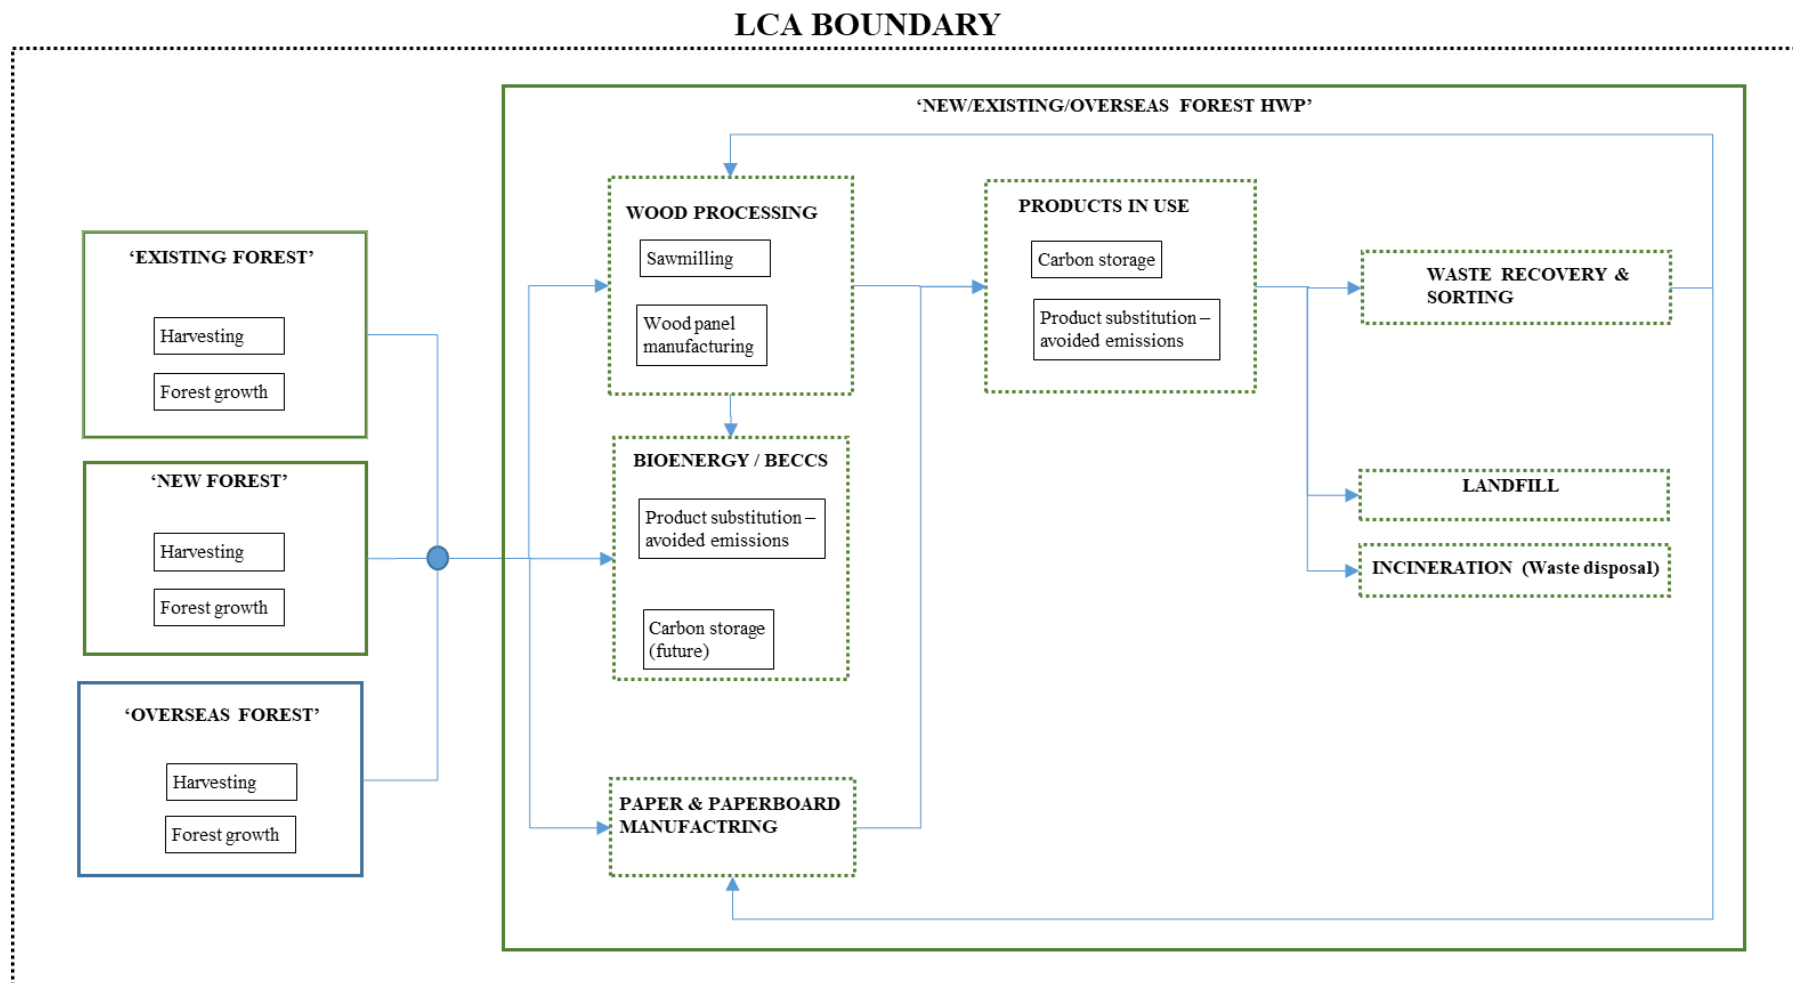 LCA BOUNDARY
‘NEW/EXISTING/OVERSEAS FOREST HWP’
‘EXISTING FOREST’
Harvesting
Forest growth
‘NEW FOREST’
Harvesting
Forest growth
‘OVERSEAS FOREST’
Harvesting
Forest growth
WOOD PROCESSING
Sawmilling
Wood panel
manufacturing
BIOENERGY / BECCS
Product substitution –
avoided emissions
Carbon storage
(future)
PAPER & PAPERBOARD
MANUFACTRING
PRODUCTS IN USE
Carbon storage
Product substitution –
avoided emissions
WASTE RECOVERY &
SORTING
LANDFILL
INCINERATION (Waste disposal)